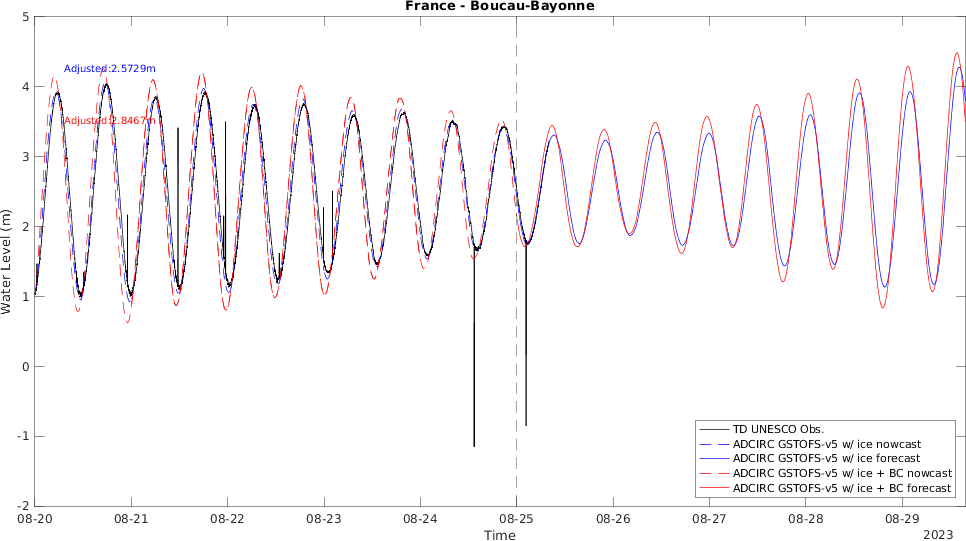 France - Boucau-Bayonne
5
4
3
2
1
0
-1
-2
Water Level (m)
Adjusted:2.5729m
Adjusted:2.8467m
TD UNESCO Obs.
ADCIRC GSTOFS-v5 w/ ice nowcast
ADCIRC GSTOFS-v5 w/ ice forecast
ADCIRC GSTOFS-v5 w/ ice + BC nowcast
ADCIRC GSTOFS-v5 w/ ice + BC forecast
08-20 08-21 08-22 08-23 08-24 08-25 08-26 08-27 08-28 08-29
Time
2023